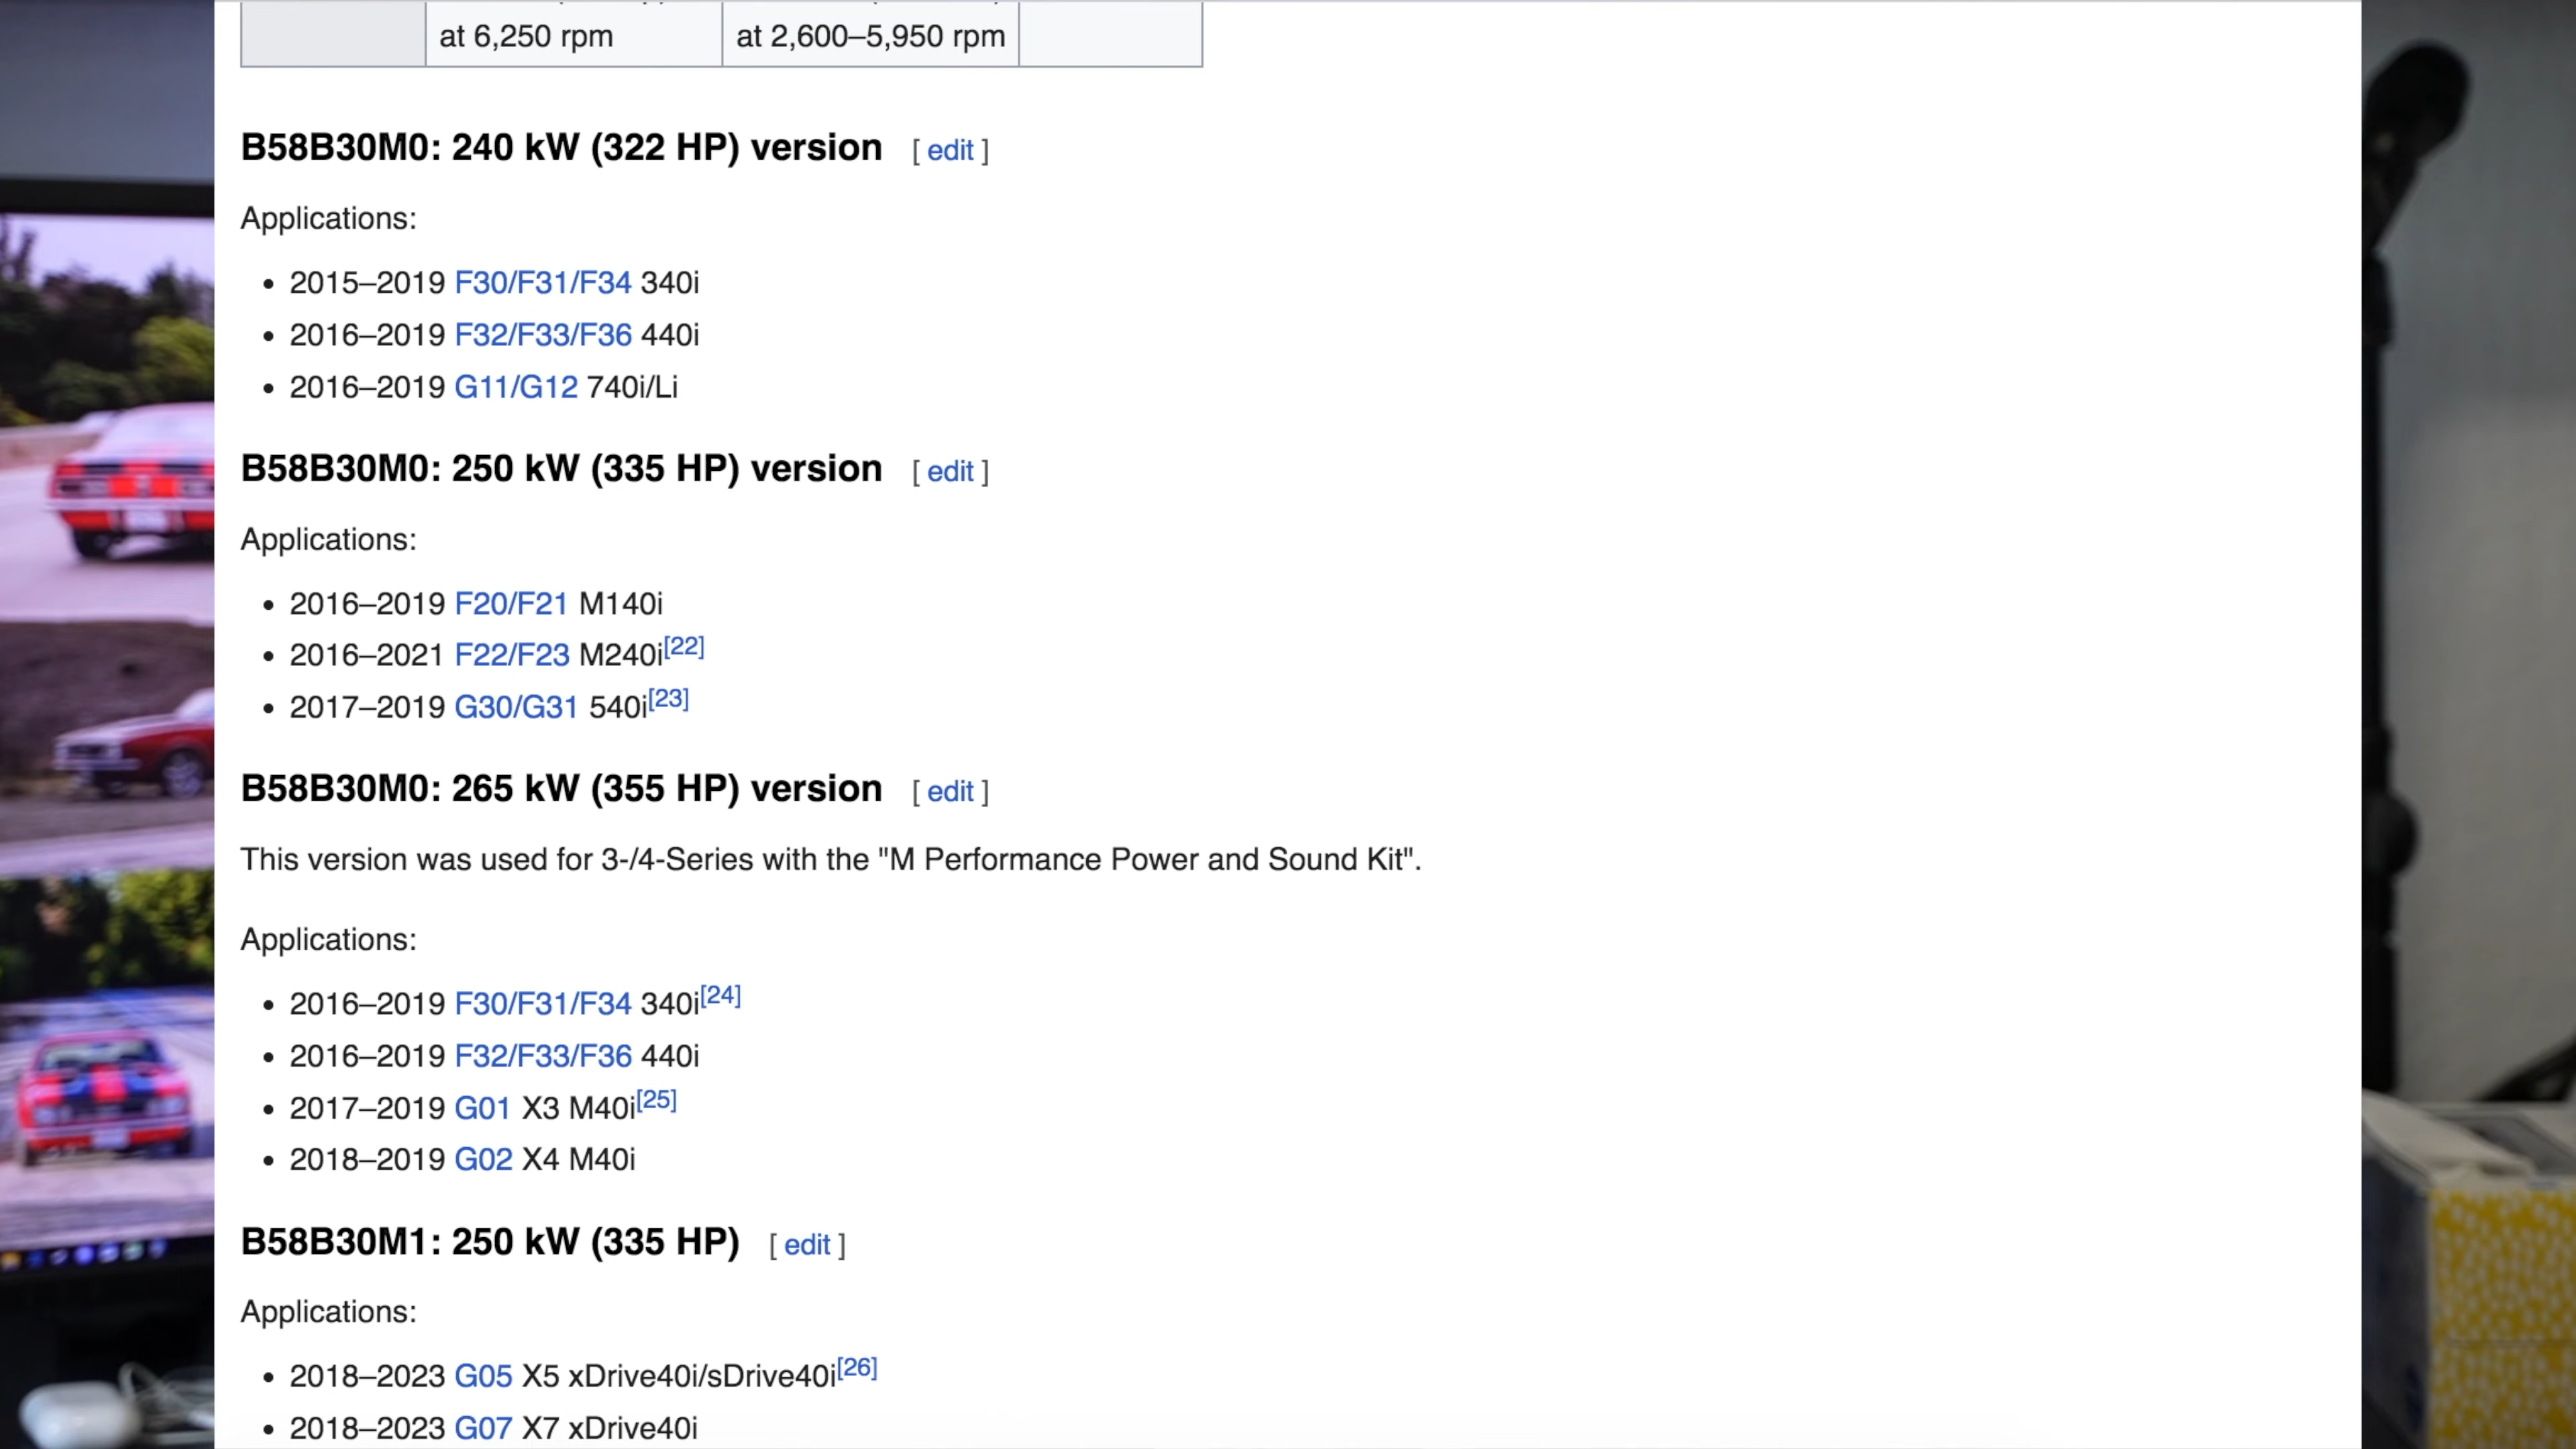 at 6,250 rpm at 2,600–5,950 rpm
B58B30M0: 240 kW (322 HP) version [ edit ]
Applications:
• 2015–2019 F30/F31/F34 340i
• 2016–2019 F32/F33/F36 440i
• 2016–2019 G11/G12 740i/Li
B58B30M0: 250 kW (335 HP) version [ edit ]
Applications:
• 2016–2019 F20/F21 M140i
• 2016–2021 F22/F23 M240i[22]
• 2017–2019 G30/G31 540i[23]
B58B30M0: 265 kW (355 HP) version [ edit ]
This version was used for 3-/4-Series with the "M Performance Power and Sound Kit".
Applications:
• 2016–2019 F30/F31/F34 340i[24]
• 2016–2019 F32/F33/F36 440i
• 2017–2019 G01 X3 M40i[25]
• 2018–2019 G02 X4 M40i
B58B30M1: 250 kW (335 HP) [ edit ]
Applications:
• 2018–2023 G05 X5 xDrive40i/sDrive40i[26]
• 2018–2023 G07 X7 xDrive40i